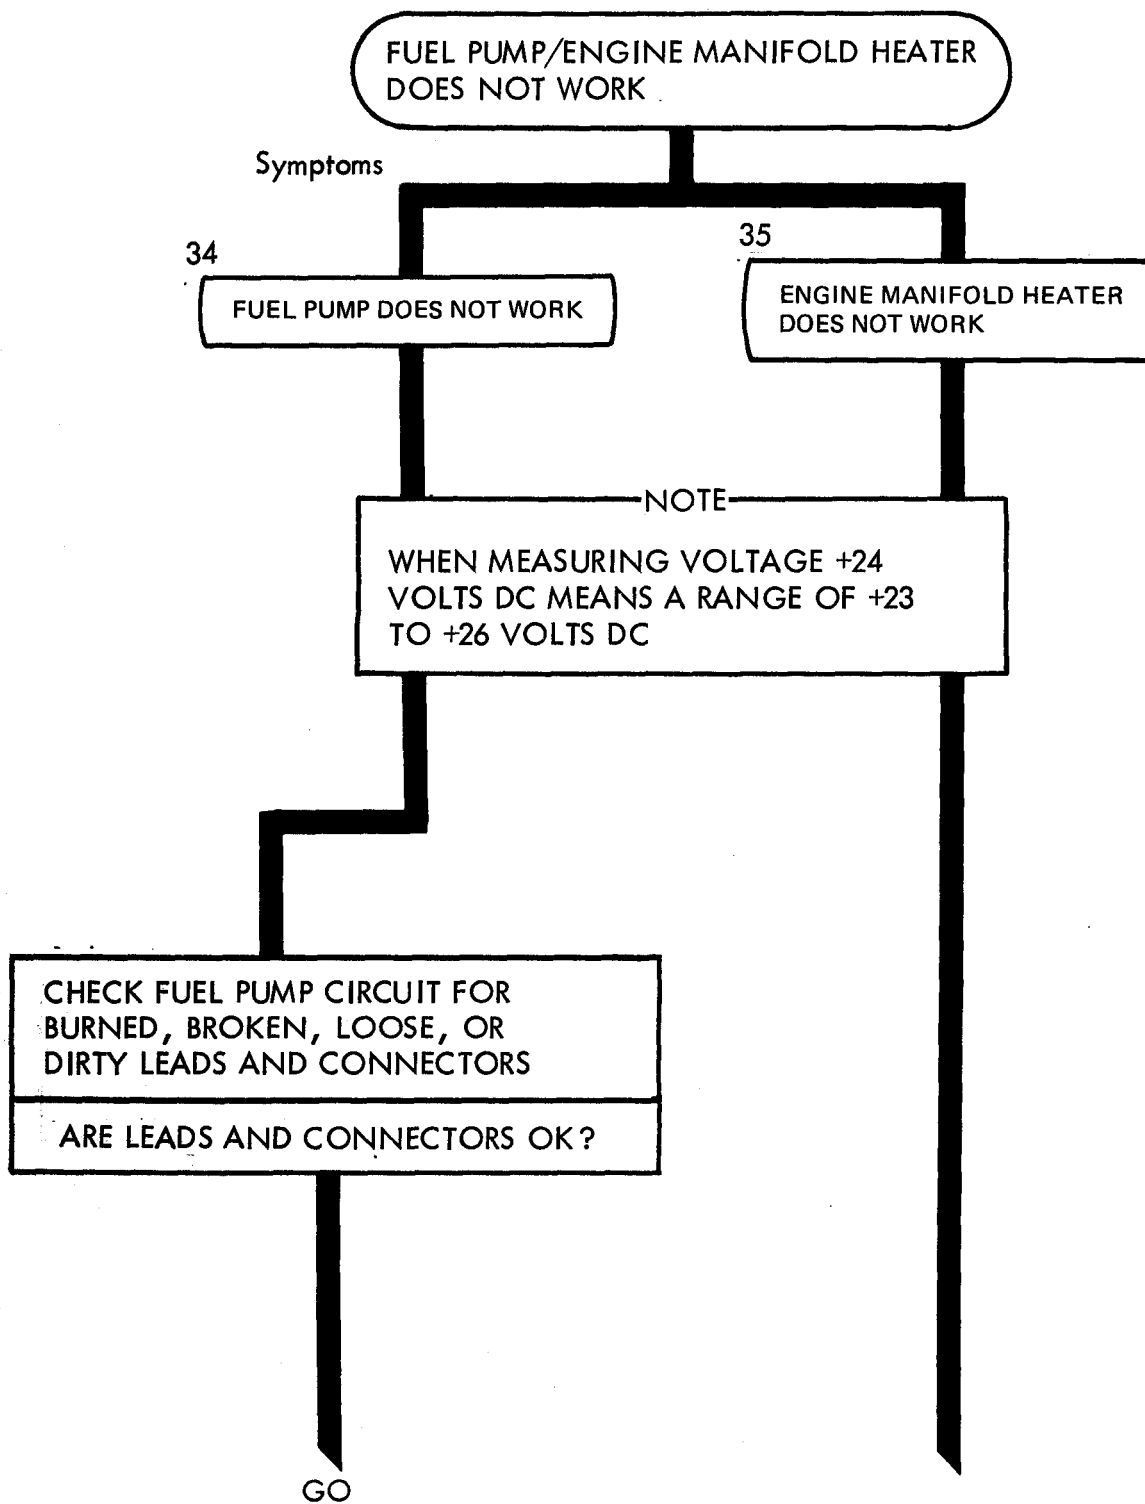 FUEL PUMP/ENGINE MANIFOLD HEATER
DOES NOT WORK
Symptoms
34
FUEL PUMP DOES NOT WORK
35
ENGINE MANIFOLD HEATER
DOES NOT WORK
NOTE
WHEN MEASURING VOLTAGE +24
VOLTS DC MEANS A RANGE OF +23
TO +26 VOLTS DC
CHECK FUEL PUMP CIRCUIT FOR
BURNED, BROKEN, LOOSE, OR
DIRTY LEADS AND CONNECTORS
ARE LEADS AND CONNECTORS OK?
GO